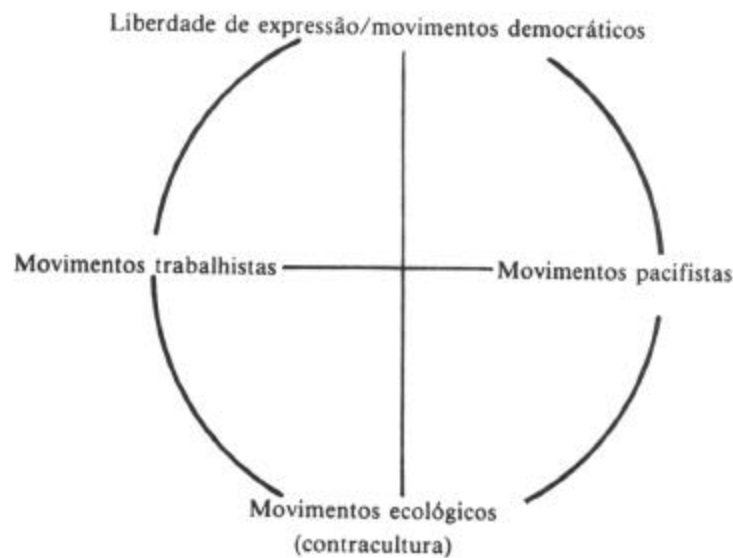 Liberdade de expressão/movimentos democráticos
Movimentos trabalhistas
Movimentos pacifistas
Movimentos ecológicos
(contracultura)